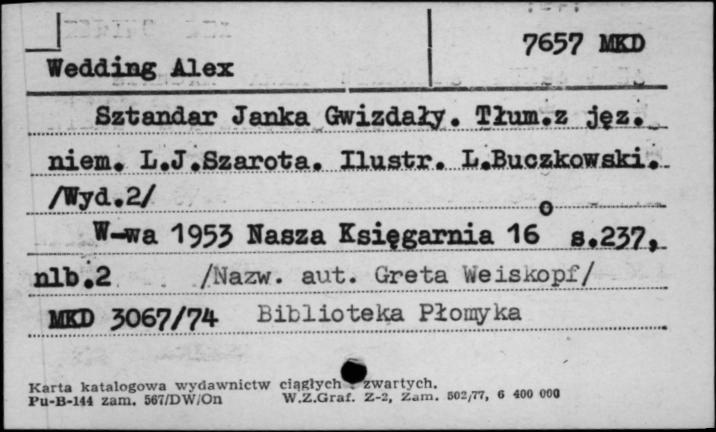 7657 MKD
Wedding Alex
Sztandar Janka Gwizdały. Tłum.z jęz.
niem. L.J.Szarota. Ilustr. L.Buczkowski.
/Wyd.2/
W-wa 1953 Nasza Księgarnia 16° s.237,
nlb.2 /Nazw. aut. Greta Weiskopf/
MKD 3067/74 Biblioteka Płomyka
Karta katalogowa wydawnictw ciągłych zwartych.
Pu-B-144 zam. 567/DW/On W.Z.Graf. Z-2, Zam. 502/77, 6 400 000